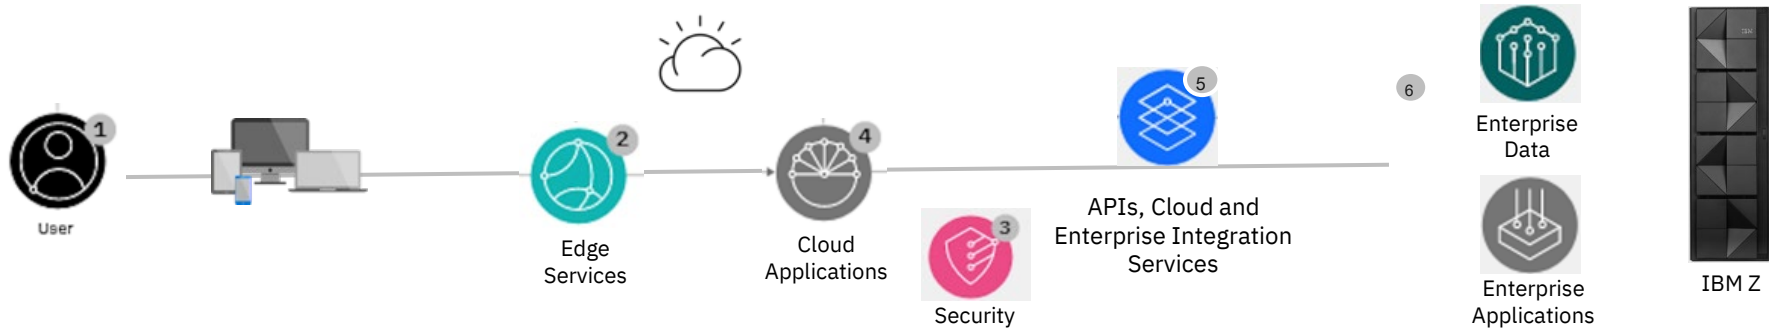 1
User
2
Edge
Services
4
Cloud
Applications
3
Security
5
APIs, Cloud and
Enterprise Integration
Services
6
Enterprise
Data
Enterprise
Applications
IBM Z